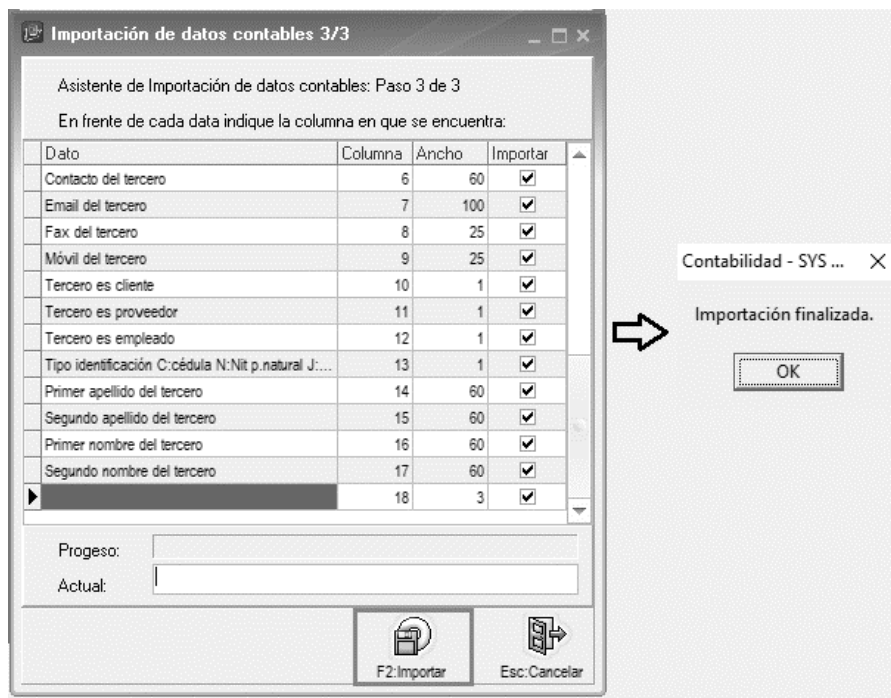 Importación de datos contables 3/3
Asistente de Importación de datos contables: Paso 3 de 3
En frente de cada data indique la columna en que se encuentra:
Dato Columna Ancho Importar
Contacto del tercero 6 60
Email del tercero 7 100
Fax del tercero 8 25
Móvil del tercero 9 25
Tercero es cliente 10 1
Tercero es proveedor 11 1
Tercero es empleado 12 1
Tipo identificación C:cédula N:Nit p.natural J:...
13 1
Primer apellido del tercero 14 60
Segundo apellido del tercero 15 60
Primer nombre del tercero 16 60
Segundo nombre del tercero 17 60
18 3
Progeso:
Actual:
F2:Importar Esc:Cancelar
Contabilidad - SYS ...
Importación finalizada.
OK